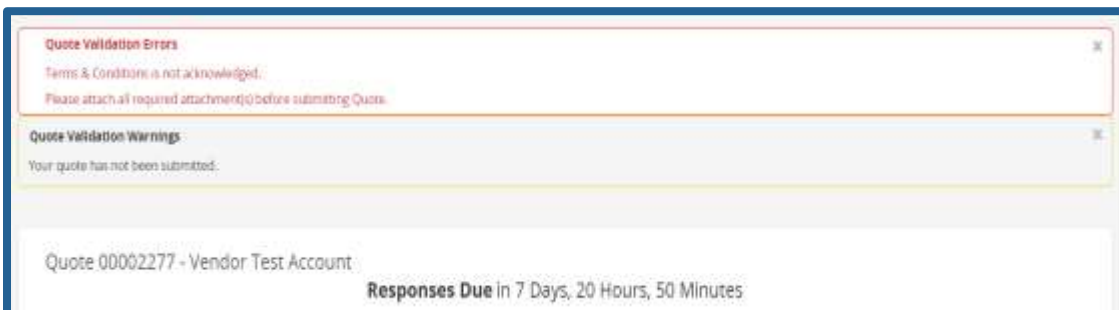 Quote Validation Errors
Terms & Conditions is not acknowledged.
Please attach all required attachment(s) before submitting Quote.
Quote Validation Warnings
Your quote has not been submitted.
Quote 00002277 - Vendor Test Account
Responses Due in 7 Days, 20 Hours, 50 Minutes